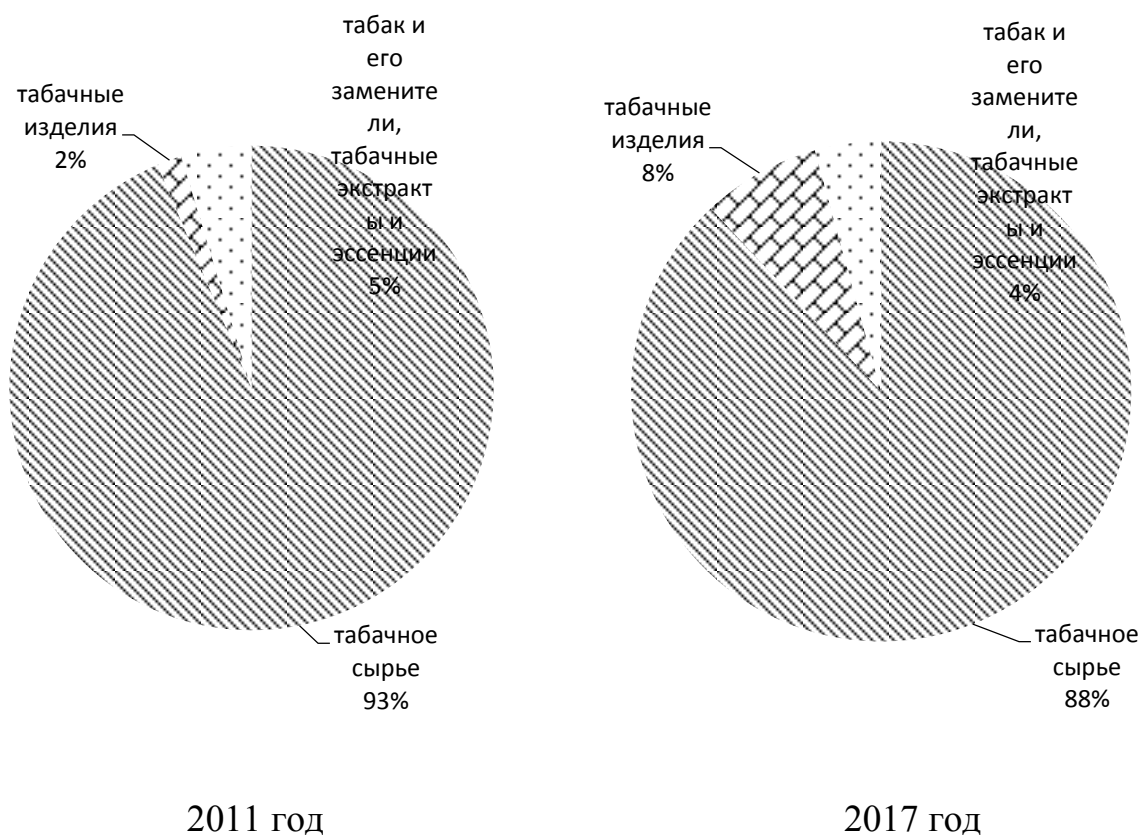 табак и
его
замените
ли,
табачные
экстракт
ы и
эссенции
5%
табачные
изделия
2%
табачное
сырье
93%
2011 год
табак и
его
замените
ли,
табачные
экстракт
ы и
эссенции
4%
табачные
изделия
8%
табачное
сырье
88%
2017 год